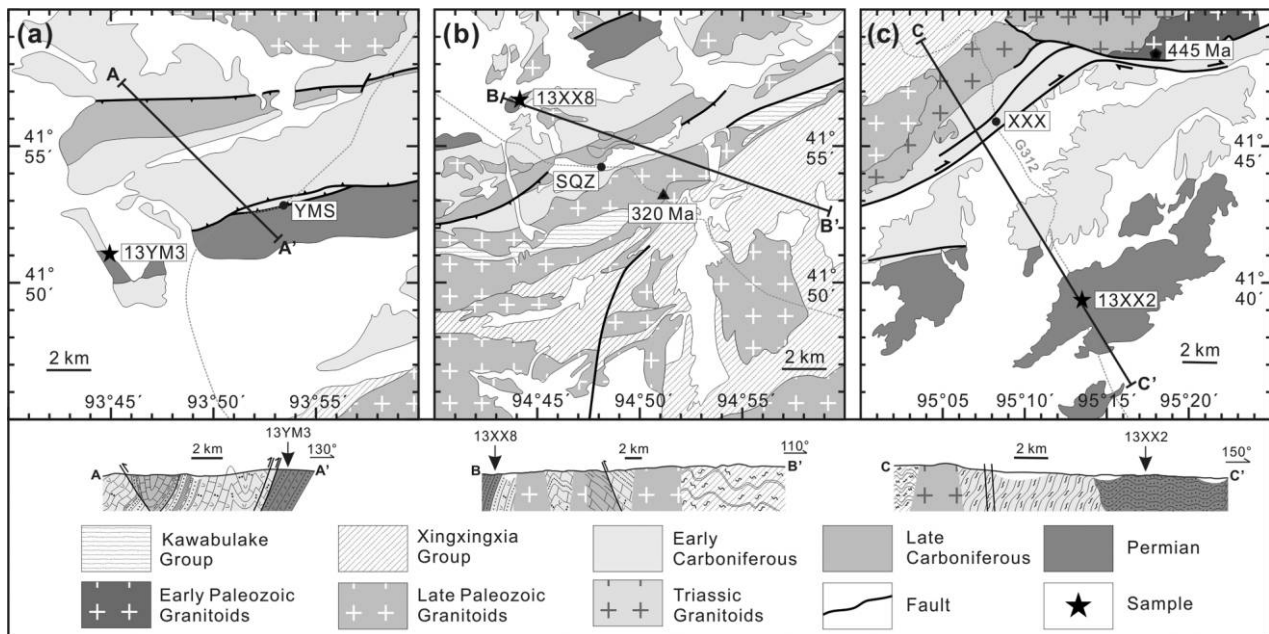 (a)
A
A'
YMS
13YM3
2 km
41°
55´
41°
50´
93°45´
93°50´
93°55´
(b)
B
13XX8
SQZ
320 Ma
B'
2 km
41°
55´
41°
50´
94°45´
94°50´
94°55´
(c)
C
445 Ma
XXX
G312
13XX2
C'
2 km
41°
45´
41°
40´
95°05´
95°10´
95°15´
95°20´
13YM3
A
2 km
130°
A'
13XX8
B
2 km
110°
B'
13XX2
C
2 km
150°
C'
Kawabulake
Group
Xingxingxia
Group
Early
Carboniferous
Late
Carboniferous
Permian
Early Paleozoic
Granitoids
Late Paleozoic
Granitoids
Triassic
Granitoids
Fault
Sample